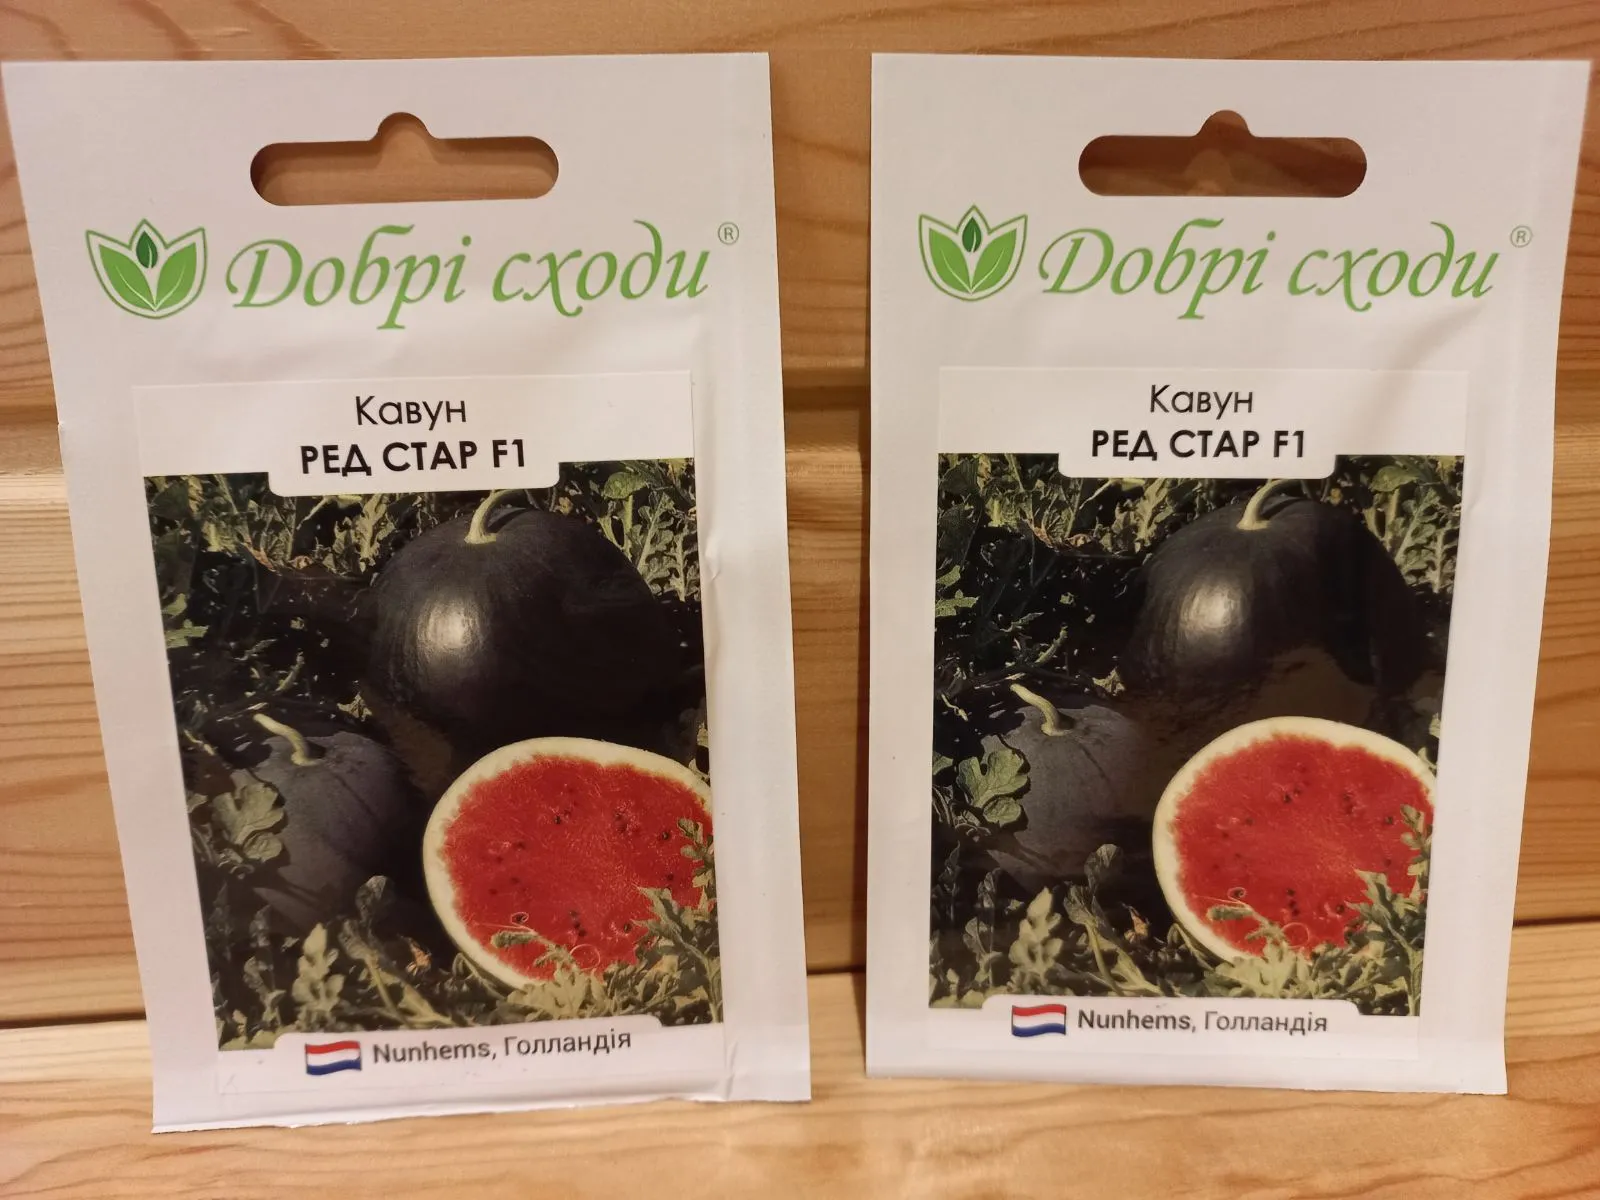 Добрі сходи®
Кавун
РЕД СТАР F1
Nunhems, Голландія
Добрі сходи®
Кавун
РЕД СТАР F1
Nunhems, Голландія